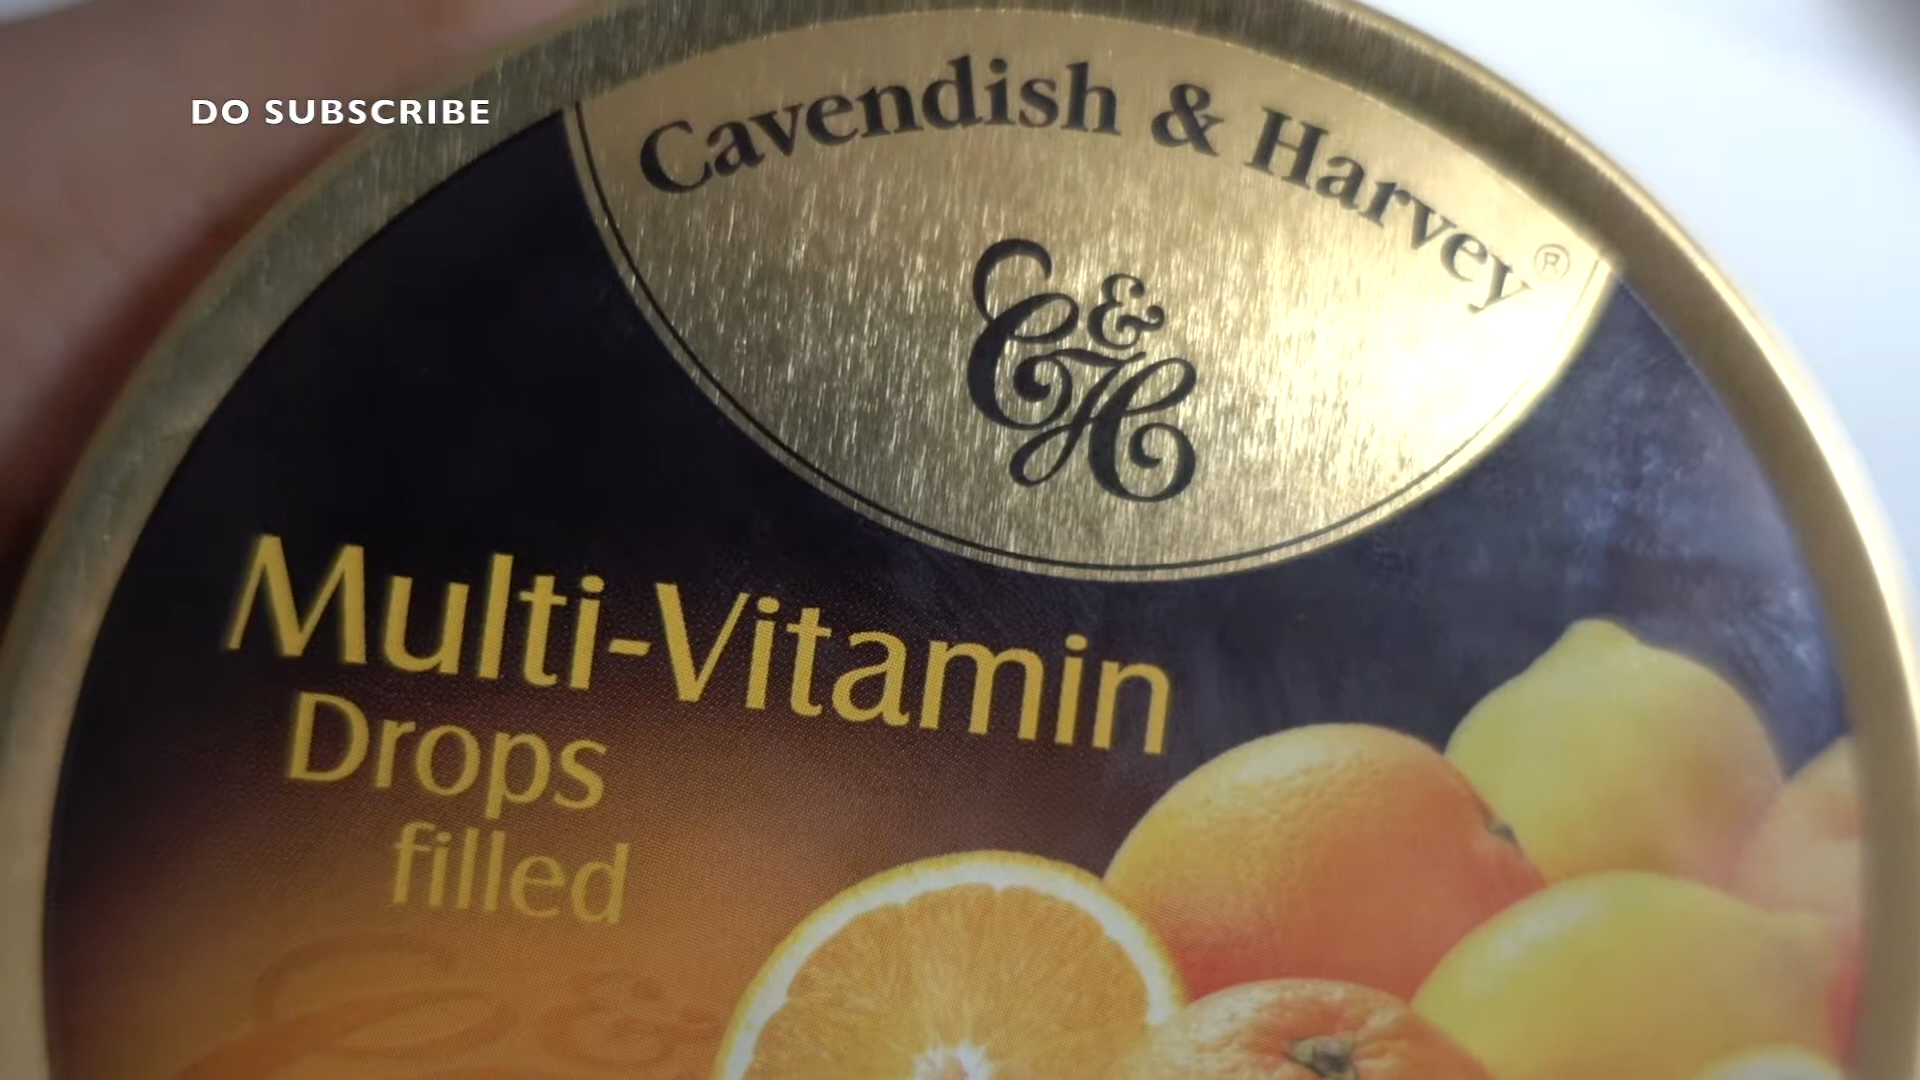 DO SUBSCRIBE
Cavendish & Harvey®
C&H
Multi-Vitamin
Drops
filled